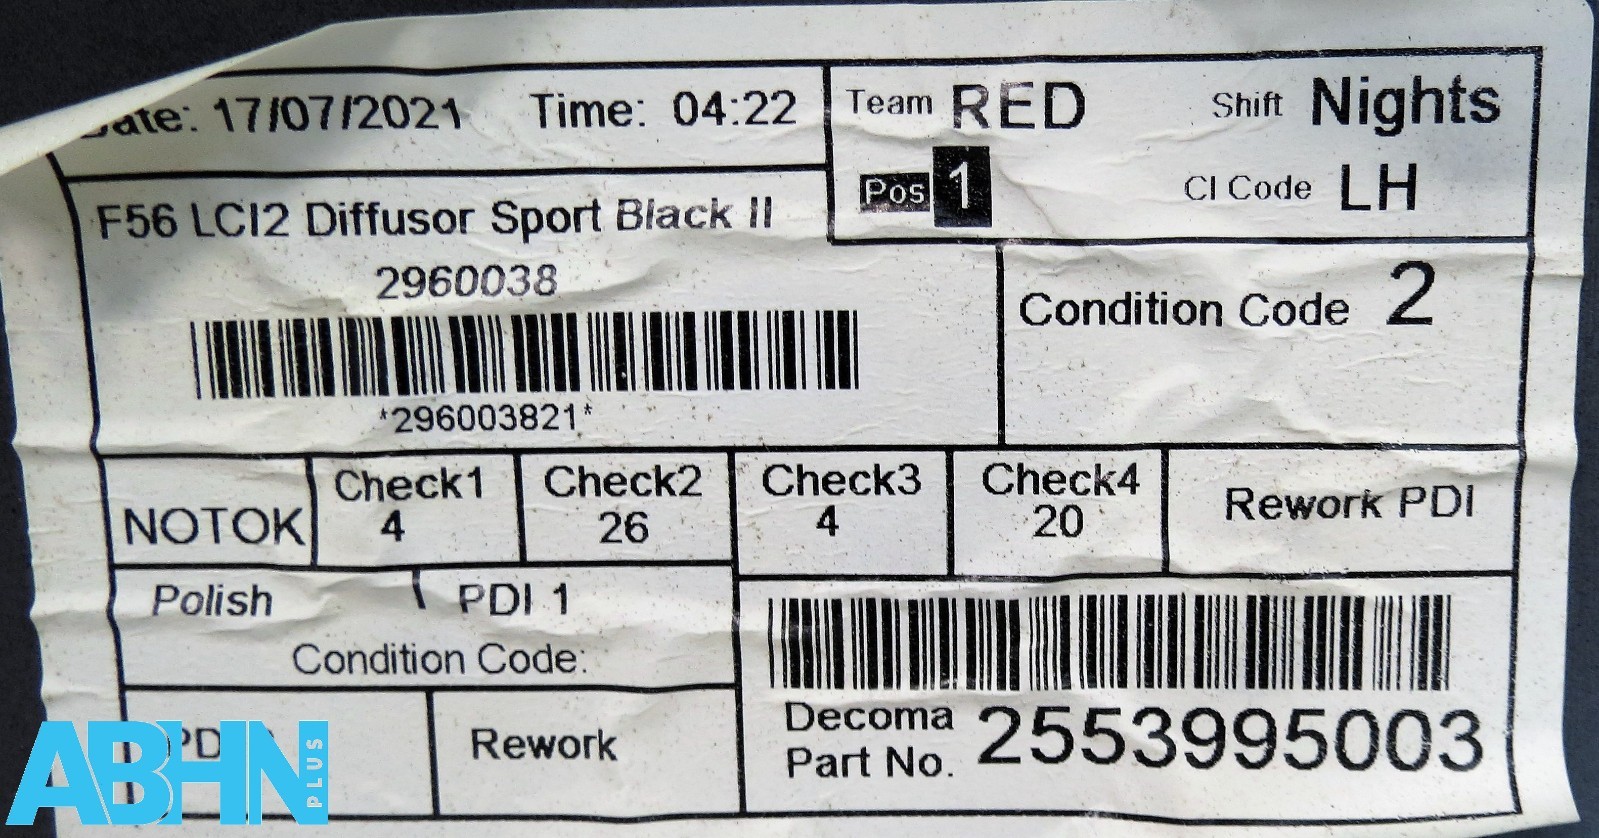 Date: 17/07/2021 Time: 04:22
Team RED Shift Nights
Pos 1 CI Code LH
F56 LCI2 Diffusor Sport Black II
2960038
*296003821*
Condition Code 2
NOTOK
Check1
4
Check2
26
Check3
4
Check4
20
Rework PDI
Polish PDI 1
Condition Code:
Rework
Decoma
Part No. 2553995003
ABHN PLUS